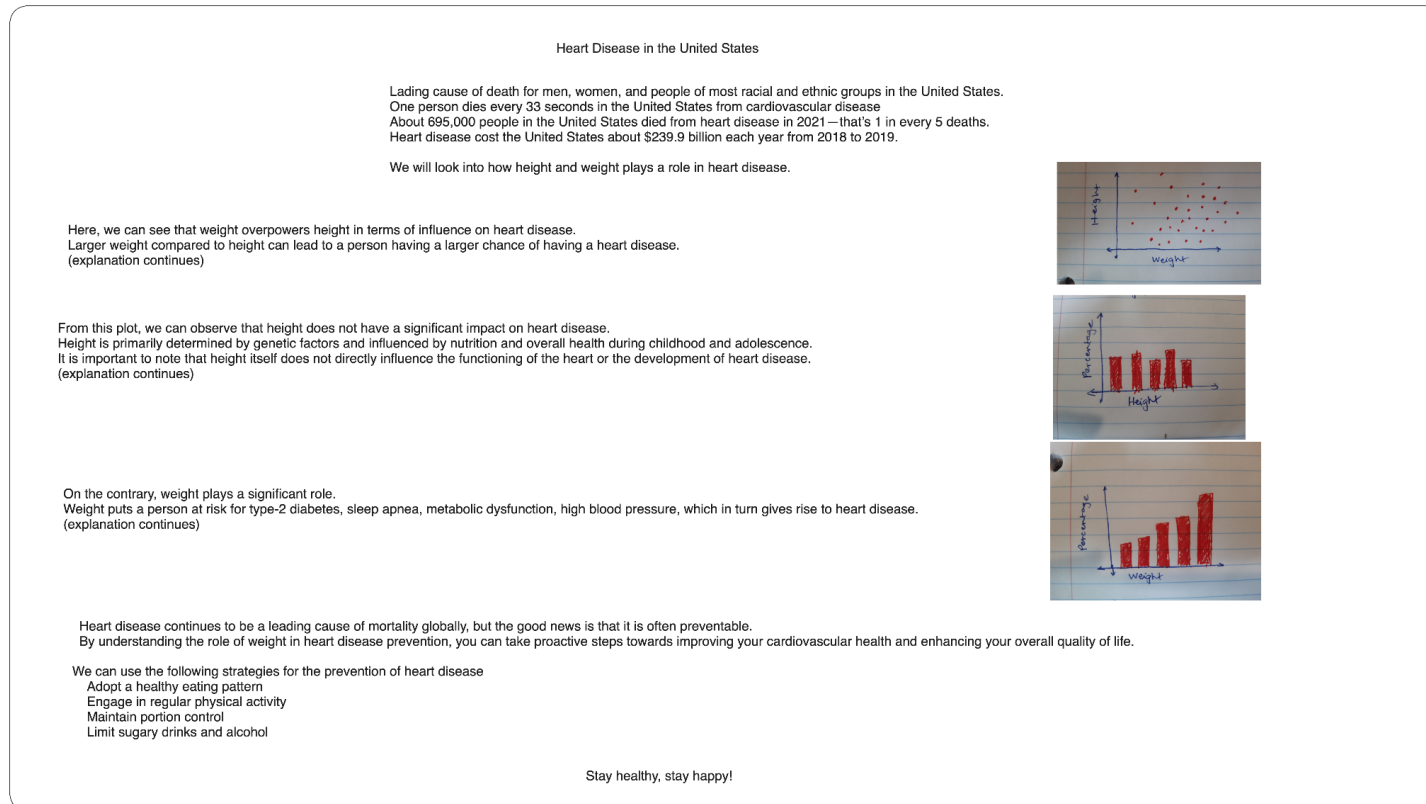 Heart Disease in the United States
Lading cause of death for men, women, and people of most racial and ethnic groups in the United States.
One person dies every 33 seconds in the United States from cardiovascular disease
About 695,000 people in the United States died from heart disease in 2021—that's 1 in every 5 deaths.
Heart disease cost the United States about $239.9 billion each year from 2018 to 2019.
We will look into how height and weight plays a role in heart disease.
Height
Weight
Here, we can see that weight overpowers height in terms of influence on heart disease.
Larger weight compared to height can lead to a person having a larger chance of having a heart disease.
(explanation continues)
From this plot, we can observe that height does not have a significant impact on heart disease.
Height is primarily determined by genetic factors and influenced by nutrition and overall health during childhood and adolescence.
It is important to note that height itself does not directly influence the functioning of the heart or the development of heart disease.
(explanation continues)
Percentage
Height
On the contrary, weight plays a significant role.
Weight puts a person at risk for type-2 diabetes, sleep apnea, metabolic dysfunction, high blood pressure, which in turn gives rise to heart disease.
(explanation continues)
Percentage
Weight
Heart disease continues to be a leading cause of mortality globally, but the good news is that it is often preventable.
By understanding the role of weight in heart disease prevention, you can take proactive steps towards improving your cardiovascular health and enhancing your overall quality of life.
We can use the following strategies for the prevention of heart disease
Adopt a healthy eating pattern
Engage in regular physical activity
Maintain portion control
Limit sugary drinks and alcohol
Stay healthy, stay happy!